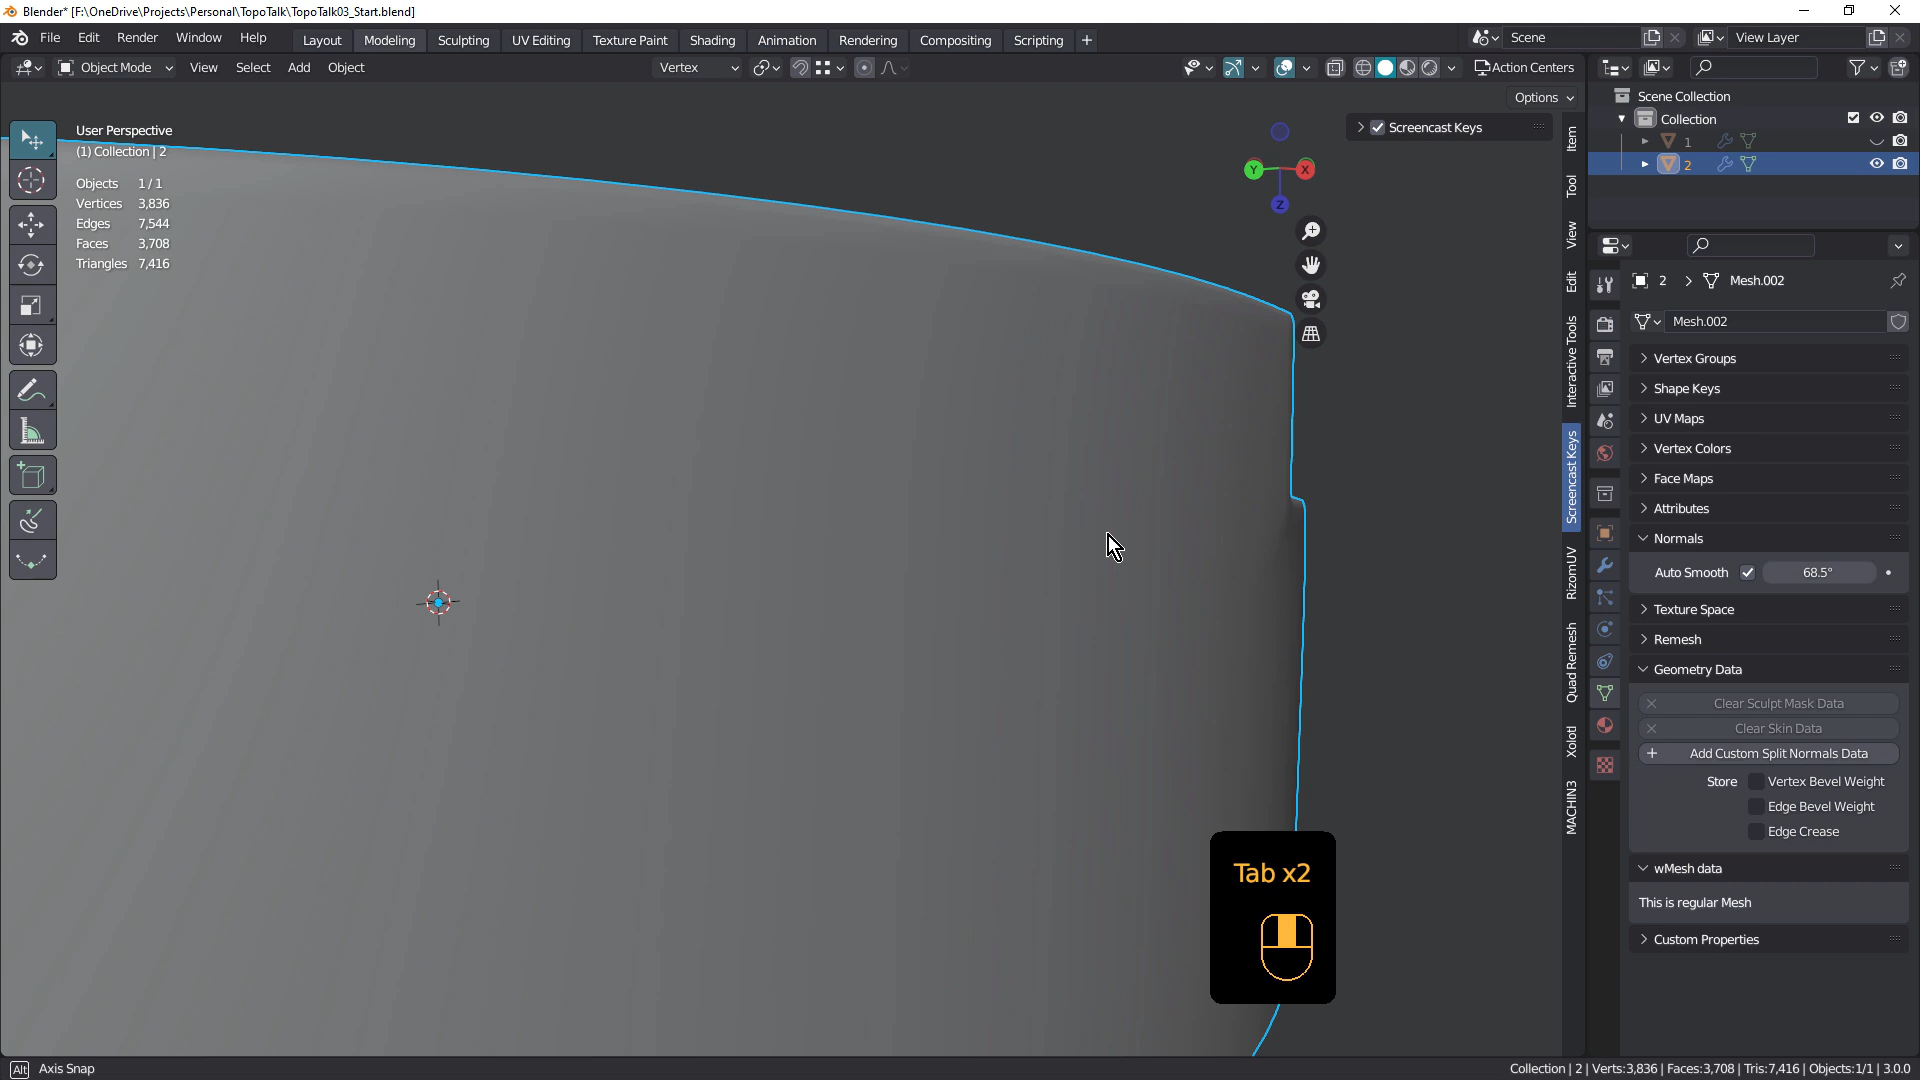 Blender* [F:\OneDrive\Projects\Personal\TopoTalk\TopoTalk03_Start.blend]
File Edit Render Window Help Layout Modeling Sculpting UV Editing Texture Paint Shading Animation Rendering Compositing Scripting + Scene View Layer
Object Mode View Select Add Object Vertex Action Centers
Options
User Perspective
(1) Collection | 2
Objects 1/1
Vertices 3,836
Edges 7,544
Faces 3,708
Triangles 7,416
Screencast Keys
Y X
Z
Item
Tool
View
Edit
Interactive Tools
Screencast Keys
RizomUV
Quad Remesh
Xolotl
MACHIN3
Scene Collection
Collection
1
2
2 > Mesh.002
Mesh.002
Vertex Groups
Shape Keys
UV Maps
Vertex Colors
Face Maps
Attributes
Normals
Auto Smooth 68.5°
Texture Space
Remesh
Geometry Data
Clear Sculpt Mask Data
Clear Skin Data
Add Custom Split Normals Data
Store Vertex Bevel Weight
Edge Bevel Weight
Edge Crease
wMesh data
This is regular Mesh
Custom Properties
Tab x2
Alt Axis Snap
Collection | 2 | Verts:3,836 | Faces:3,708 | Tris:7,416 | Objects:1/1 | 3.0.0